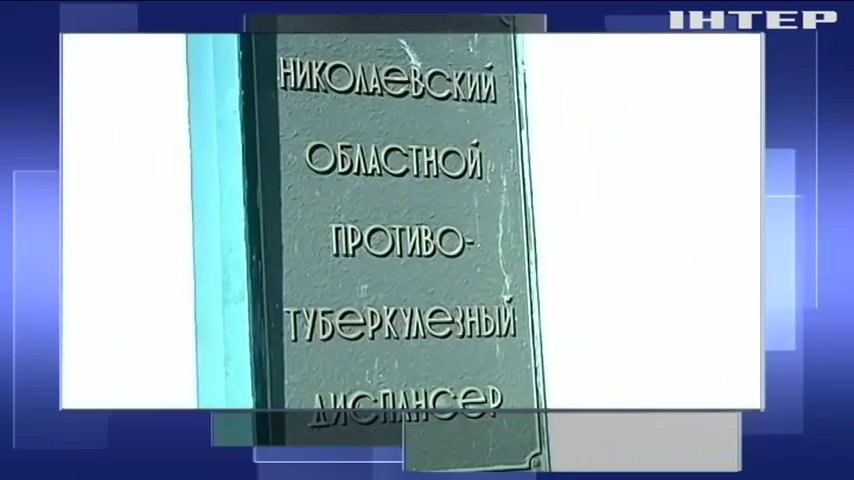 ІНТЕР
НИКОЛАЕВСКИЙ
ОБЛАСТНОЙ
ПРОТИВО-
ТУБЕРКУЛЕЗНЫЙ
ДИСПАНСЕР